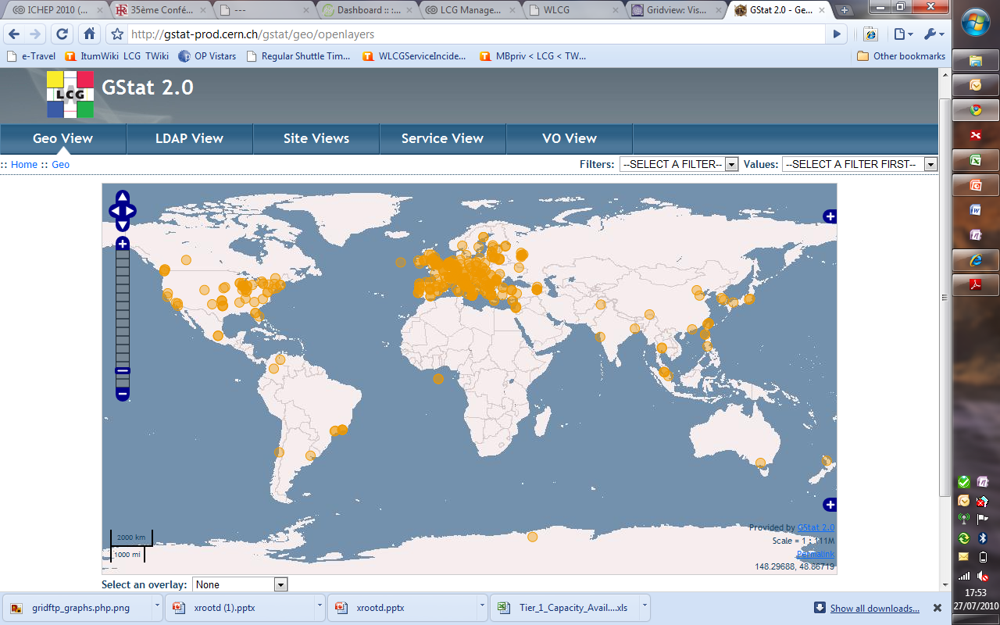 ICHEP 2010 (...
35ème Confé...
---
Dashboard :: :...
LCG Manage...
WLCG
Gridview: Vis...
GStat 2.0 - Ge...
http://gstat-prod.cern.ch/gstat/geo/openlayers
e-Travel
ItumWiki LCG TWiki
OP Vistars
Regular Shuttle Tim...
WLCGServiceIncide...
MBpriv < LCG < TW...
Other bookmarks
LCG
GStat 2.0
Geo View
LDAP View
Site Views
Service View
VO View
:: Home :: Geo
Filters: --SELECT A FILTER--
Values: --SELECT A FILTER FIRST--
2000 km
1000 mi
Provided by GStat 2.0
Scale = 1 : 111M
Permalink
148.29688, 48.86719
Select an overlay: None
gridftp_graphs.php.png
xrootd (1).pptx
xrootd.pptx
Tier_1_Capacity_Avail....xls
Show all downloads...
17:53
27/07/2010